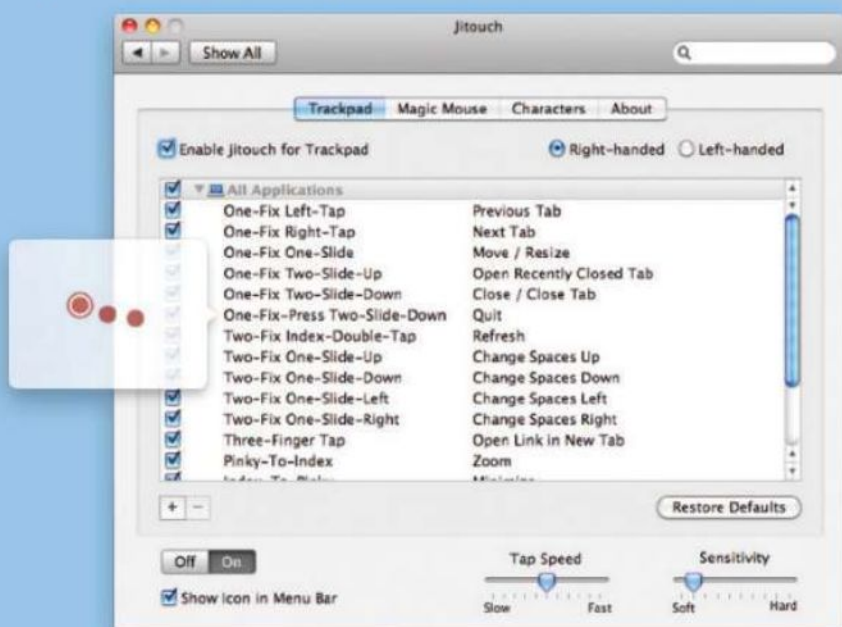 Jitouch
Show All
Trackpad Magic Mouse Characters About
Enable Jitouch for Trackpad Right-handed Left-handed
All Applications
One-Fix Left-Tap Previous Tab
One-Fix Right-Tap Next Tab
One-Fix One-Slide Move / Resize
One-Fix Two-Slide-Up Open Recently Closed Tab
One-Fix Two-Slide-Down Close / Close Tab
One-Fix-Press Two-Slide-Down Quit
Two-Fix Index-Double-Tap Refresh
Two-Fix One-Slide-Up Change Spaces Up
Two-Fix One-Slide-Down Change Spaces Down
Two-Fix One-Slide-Left Change Spaces Left
Two-Fix One-Slide-Right Change Spaces Right
Three-Finger Tap Open Link in New Tab
Pinky-To-Index Zoom
Index-To-Pinky Minimize
+ −
Restore Defaults
Off On Tap Speed Sensitivity
Show Icon in Menu Bar
Slow Fast Soft Hard